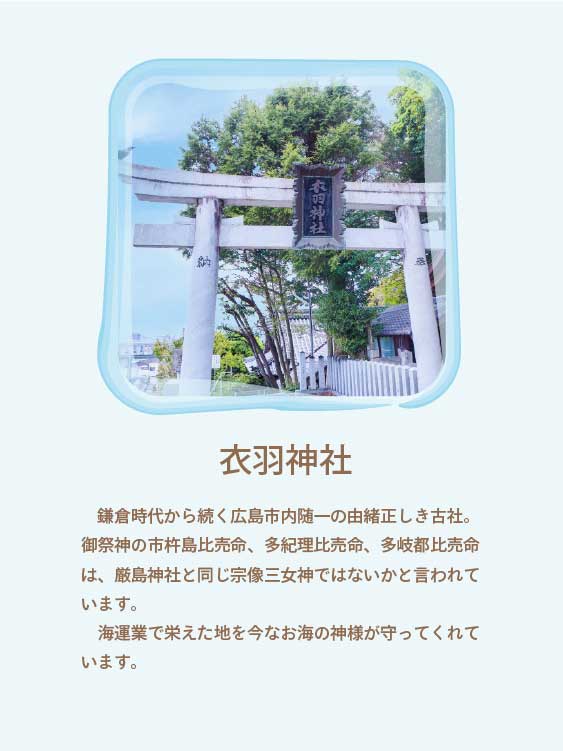 衣羽神社
納
衣羽神社
　鎌倉時代から続く広島市内随一の由緒正しき古社。
御祭神の市杵島比売命、多紀理比売命、多岐都比売命
は、厳島神社と同じ宗像三女神ではないかと言われて
います。
　海運業で栄えた地を今なお海の神様が守ってくれて
います。